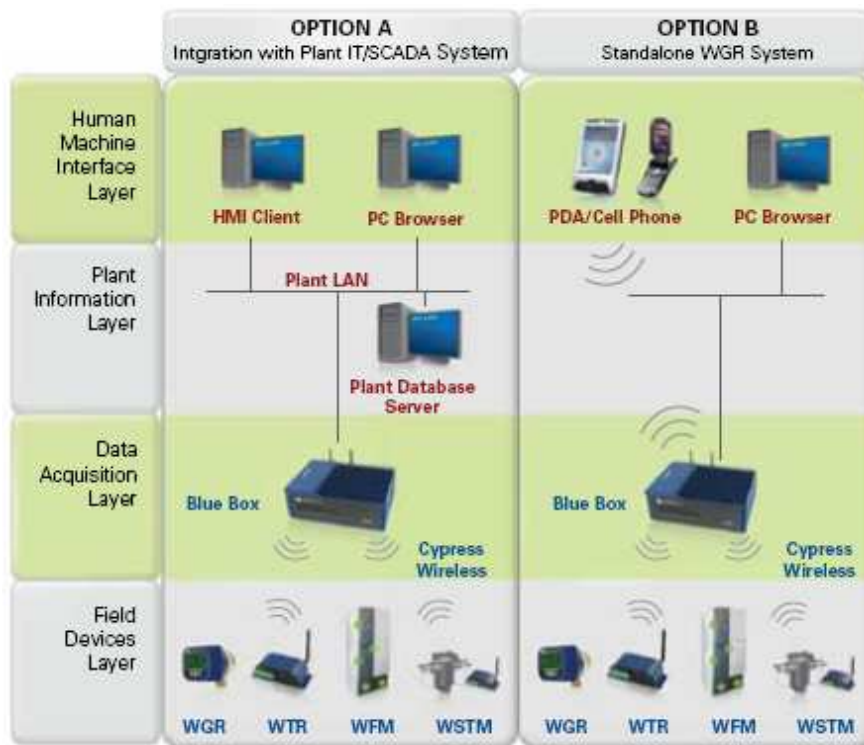 OPTION A
Intgration with Plant IT/SCADA System
OPTION B
Standalone WGR System
Human
Machine
Interface
Layer
HMI Client
PC Browser
PDA/Cell Phone
PC Browser
Plant
Information
Layer
Plant LAN
Plant Database
Server
Data
Acquisition
Layer
Blue Box
Cypress
Wireless
Blue Box
Cypress
Wireless
Field
Devices
Layer
WGR
WTR
WFM
WSTM
WGR
WTR
WFM
WSTM